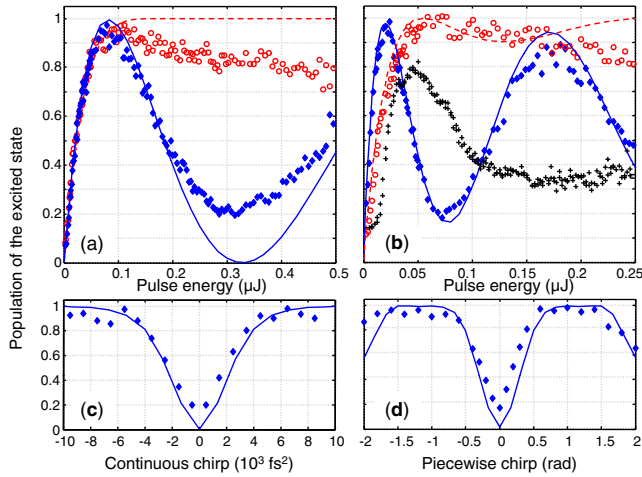 Population of the excited state
1
0.8
0.6
0.4
0.2
0
(a)
0 0.1 0.2 0.3 0.4 0.5
Pulse energy (μJ)
(b)
0 0.05 0.1 0.15 0.2 0.25
Pulse energy (μJ)
1
0.8
0.6
0.4
0.2
0
(c)
-10 -8 -6 -4 -2 0 2 4 6 8 10
Continuous chirp (10³ fs²)
(d)
-2 -1.5 -1 -0.5 0 0.5 1 1.5 2
Piecewise chirp (rad)